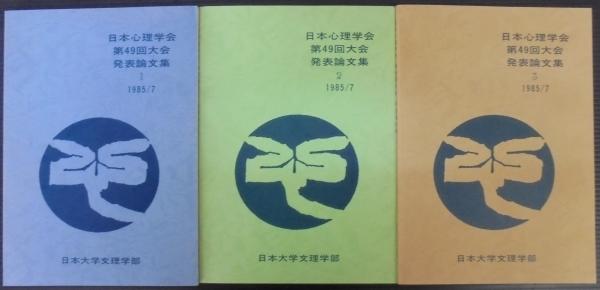 日本心理学会
第49回大会
発表論文集
1
1985/7
日本大学文理学部
日本心理学会
第49回大会
発表論文集
2
1985/7
日本大学文理学部
日本心理学会
第49回大会
発表論文集
3
1985/7
日本大学文理学部